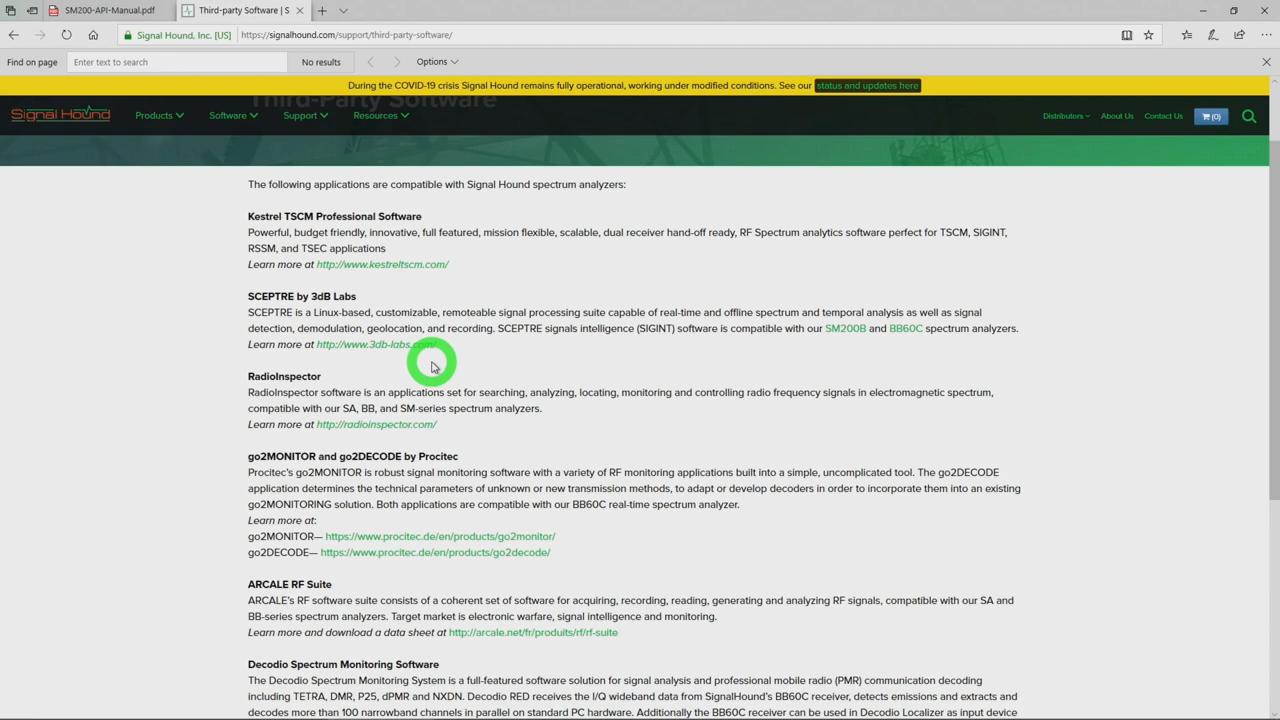 SM200-API-Manual.pdf
Third-party Software | S
Signal Hound, Inc. [US]
https://signalhound.com/support/third-party-software/
Find on page
Enter text to search
No results
Options
During the COVID-19 crisis Signal Hound remains fully operational, working under modified conditions. See our status and updates here
Third-Party Software
Signal Hound
Products
Software
Support
Resources
Distributors
About Us
Contact Us
(0)
The following applications are compatible with Signal Hound spectrum analyzers:
Kestrel TSCM Professional Software
Powerful, budget friendly, innovative, full featured, mission flexible, scalable, dual receiver hand-off ready, RF Spectrum analytics software perfect for TSCM, SIGINT,
RSSM, and TSEC applications
Learn more at http://www.kestreltscm.com/
SCEPTRE by 3dB Labs
SCEPTRE is a Linux-based, customizable, remoteable signal processing suite capable of real-time and offline spectrum and temporal analysis as well as signal
detection, demodulation, geolocation, and recording. SCEPTRE signals intelligence (SIGINT) software is compatible with our SM200B and BB60C spectrum analyzers.
Learn more at http://www.3db-labs.com/
RadioInspector
RadioInspector software is an applications set for searching, analyzing, locating, monitoring and controlling radio frequency signals in electromagnetic spectrum,
compatible with our SA, BB, and SM-series spectrum analyzers.
Learn more at http://radioinspector.com/
go2MONITOR and go2DECODE by Procitec
Procitec's go2MONITOR is robust signal monitoring software with a variety of RF monitoring applications built into a simple, uncomplicated tool. The go2DECODE
application determines the technical parameters of unknown or new transmission methods, to adapt or develop decoders in order to incorporate them into an existing
go2MONITORING solution. Both applications are compatible with our BB60C real-time spectrum analyzer.
Learn more at:
go2MONITOR— https://www.procitec.de/en/products/go2monitor/
go2DECODE— https://www.procitec.de/en/products/go2decode/
ARCALE RF Suite
ARCALE's RF software suite consists of a coherent set of software for acquiring, recording, reading, generating and analyzing RF signals, compatible with our SA and
BB-series spectrum analyzers. Target market is electronic warfare, signal intelligence and monitoring.
Learn more and download a data sheet at http://arcale.net/fr/produits/rf/rf-suite
Decodio Spectrum Monitoring Software
The Decodio Spectrum Monitoring System is a full-featured software solution for signal analysis and professional mobile radio (PMR) communication decoding
including TETRA, DMR, P25, dPMR and NXDN. Decodio RED receives the I/Q wideband data from SignalHound's BB60C receiver, detects emissions and extracts and
decodes more than 100 narrowband channels in parallel on standard PC hardware. Additionally the BB60C receiver can be used in Decodio Localizer as input device